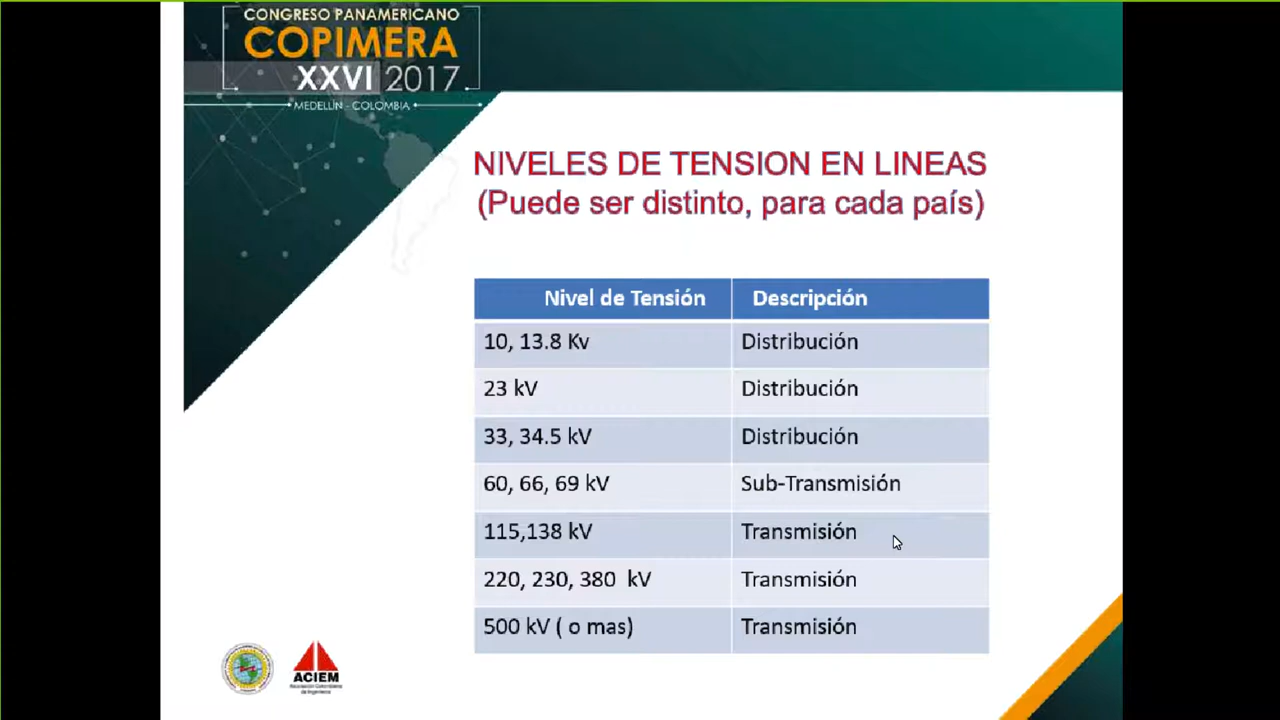 CONGRESO PANAMERICANO
COPIMERA
XXVI 2017
MEDELLÍN - COLOMBIA
NIVELES DE TENSION EN LINEAS
(Puede ser distinto, para cada país)
Nivel de Tensión Descripción
10, 13.8 Kv Distribución
23 kV Distribución
33, 34.5 kV Distribución
60, 66, 69 kV Sub-Transmisión
115,138 kV Transmisión
220, 230, 380 kV Transmisión
500 kV ( o mas) Transmisión
ACIEM